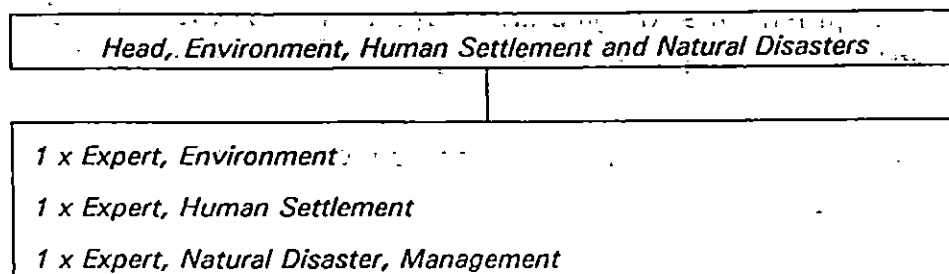 Head, Environment, Human Settlement and Natural Disasters
1 x Expert, Environment
1 x Expert, Human Settlement
1 x Expert, Natural Disaster, Management